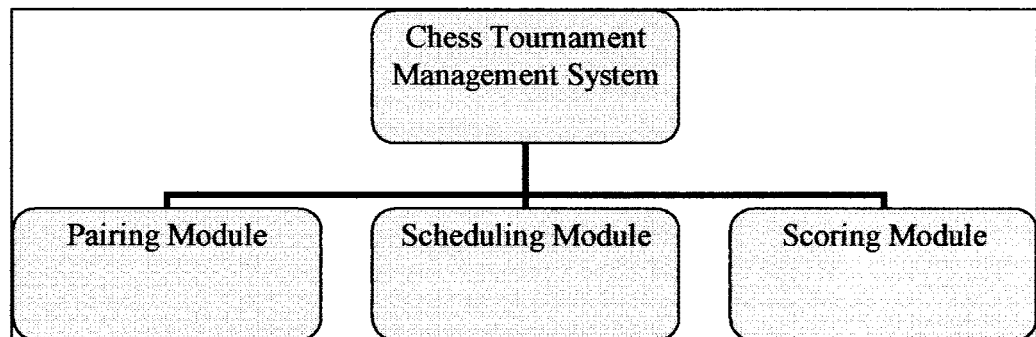 Chess Tournament
Management System
Pairing Module
Scheduling Module
Scoring Module